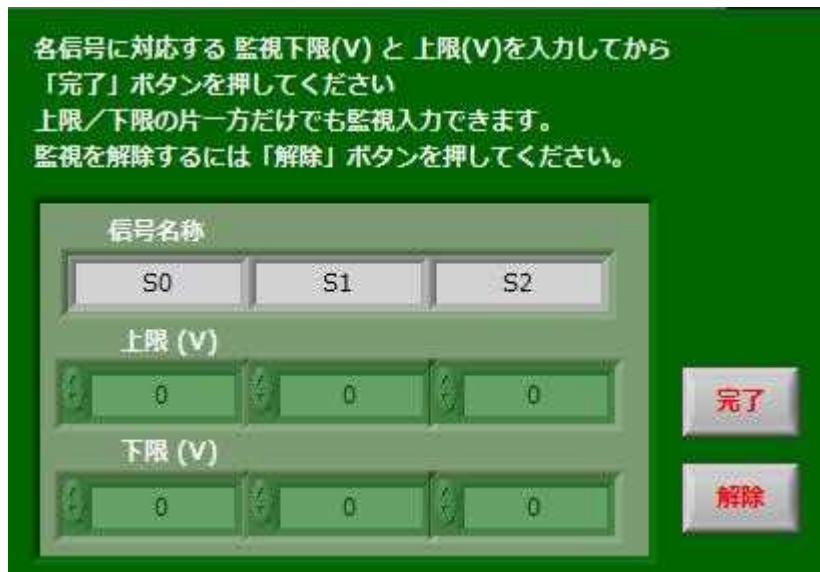 各信号に対応する 監視下限(V) と 上限(V)を入力してから
「完了」ボタンを押してください
上限／下限の片一方だけでも監視入力できます。
監視を解除するには「解除」ボタンを押してください。
信号名称
S0 S1 S2
上限 (V)
0 0 0
完了
下限 (V)
0 0 0
解除